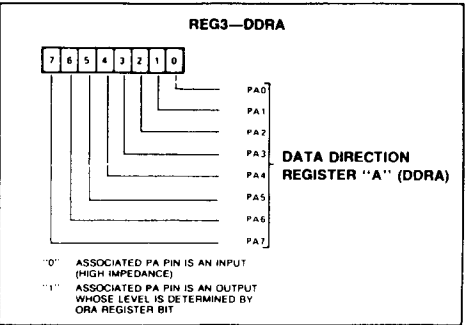 REG3—DDRA
7 6 5 4 3 2 1 0
PA0
PA1
PA2
PA3
PA4
PA5
PA6
PA7
DATA DIRECTION
REGISTER "A" (DDRA)
"0" ASSOCIATED PA PIN IS AN INPUT
(HIGH IMPEDANCE)
"1" ASSOCIATED PA PIN IS AN OUTPUT
WHOSE LEVEL IS DETERMINED BY
ORA REGISTER BIT